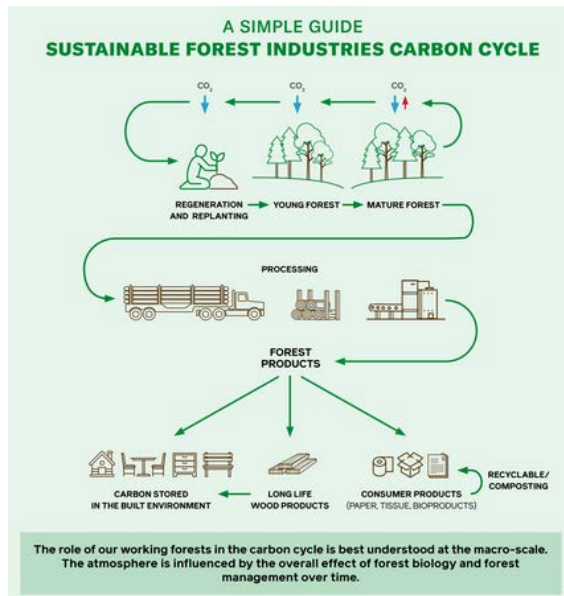 A SIMPLE GUIDE
SUSTAINABLE FOREST INDUSTRIES CARBON CYCLE
CO₂
CO₂
CO₂
REGENERATION
AND REPLANTING
YOUNG FOREST
MATURE FOREST
PROCESSING
FOREST
PRODUCTS
CARBON STORED
IN THE BUILT ENVIRONMENT
LONG LIFE
WOOD PRODUCTS
CONSUMER PRODUCTS
(PAPER, TISSUE, BIOPRODUCTS)
RECYCLABLE/
COMPOSTING
The role of our working forests in the carbon cycle is best understood at the macro-scale.
The atmosphere is influenced by the overall effect of forest biology and forest
management over time.